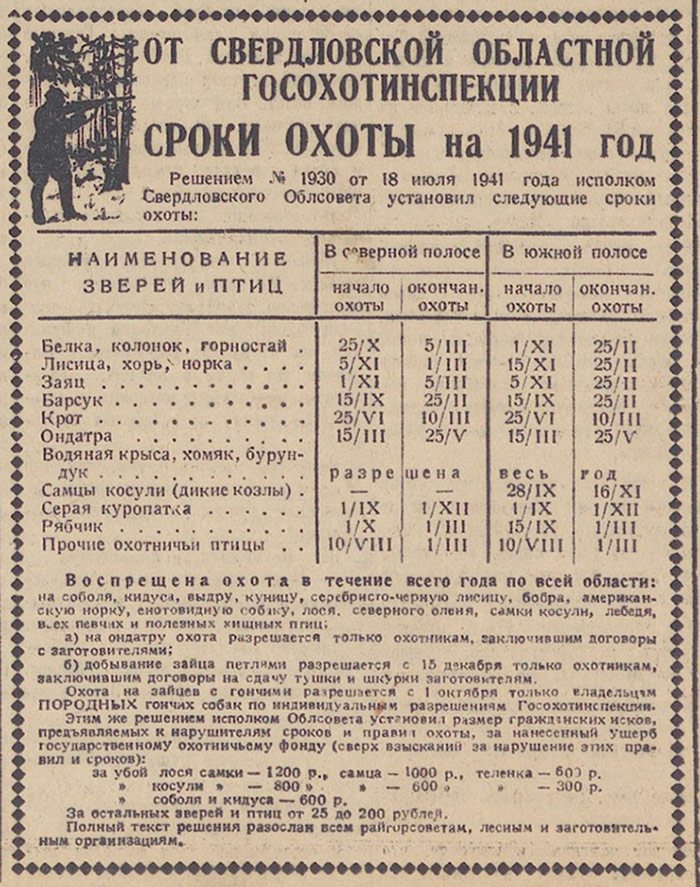 ОТ СВЕРДЛОВСКОЙ ОБЛАСТНОЙ
ГОСОХОТИНСПЕКЦИИ
СРОКИ ОХОТЫ на 1941 год
Решением № 1930 от 18 июля 1941 года исполком
Свердловского Облсовета установил следующие сроки
охоты:
НАИМЕНОВАНИЕ ЗВЕРЕЙ и ПТИЦ
В северной полосе В южной полосе
начало охоты окончан. охоты начало охоты окончан. охоты
Белка, колонок, горностай . 25/X 5/III 1/XI 25/II
Лисица, хорь, норка . . . . 5/XI 1/III 15/XI 25/II
Заяц . . . . . . . . . . 1/XI 5/III 5/XI 25/II
Барсук . . . . . . . . . 15/IX 25/II 15/IX 25/II
Крот . . . . . . . . . . 25/VI 10/III 25/VI 10/III
Ондатра . . . . . . . . . 15/III 25/V 15/III 25/V
Водяная крыса, хомяк, бурун-
дук . . . . . . . . . . разрешена весь год
Самцы косули (дикие козлы) . — — 28/IX 16/XI
Серая куропатка . . . . . . 1/IX 1/XII 1/IX 1/XII
Рябчик . . . . . . . . . 1/X 1/III 15/IX 1/III
Прочие охотничьи птицы . . 10/VIII 1/III 10/VIII 1/III
Воспрещена охота в течение всего года по всей области:
на соболя, кидуса, выдру, куницу, серебристо-черную лисицу, бобра, американ-
скую норку, енотовидную собаку, лося, северного оленя, самки косули, лебедя,
всех певчих и полезных хищных птиц;
а) на ондатру охота разрешается только охотникам, заключившим договоры
с заготовителями;
б) добывание зайца петлями разрешается с 15 декабря только охотникам,
заключившим договоры на сдачу тушки и шкурки заготовителям.
Охота на зайцев с гончими разрешается с 1 октября только владельцам
ПОРОДНЫХ гончих собак по индивидуальным разрешениям Госохотинспекции.
Этим же решением исполком Облсовета установил размер гражданских исков,
предъявляемых к нарушителям сроков и правил охоты, за нанесенный Ущерб
государственному охотничьему фонду (сверх взысканий за нарушение этих пра-
вил и сроков):
за убой лося самки — 1200 р., самца — 1000 р., теленка — 600 р.
» косули » — 800 » » — 600 » » — 300 р.
» соболя и кидуса — 600 р.
За остальных зверей и птиц от 25 до 200 рублей.
Полный текст решения разослан всем райгорсоветам, лесным и заготовитель-
ным организациям.